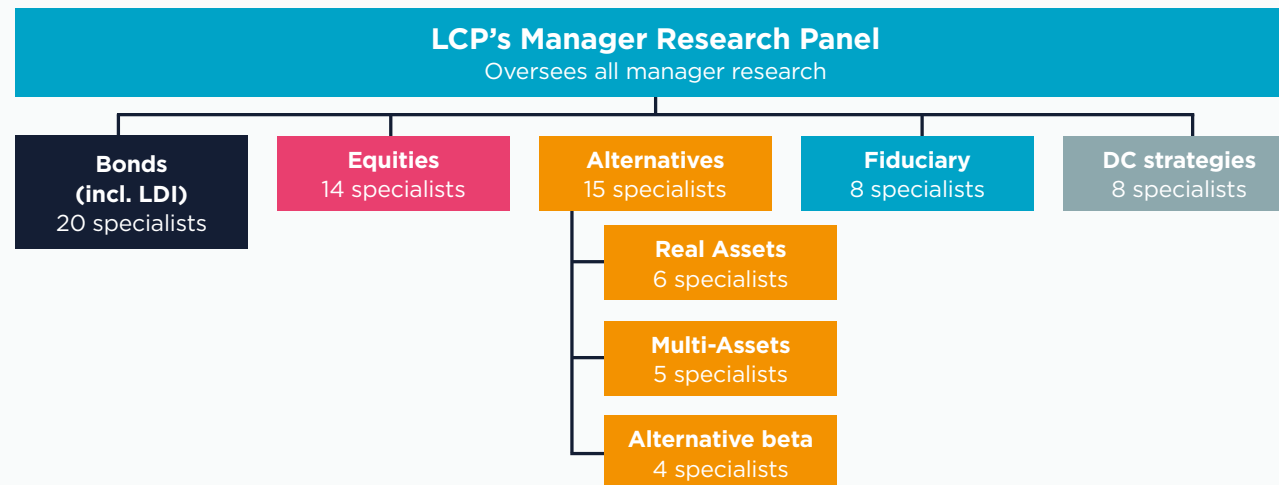 LCP’s Manager Research Panel
Oversees all manager research
Bonds
(incl. LDI)
20 specialists
Equities
14 specialists
Alternatives
15 specialists
Fiduciary
8 specialists
DC strategies
8 specialists
Real Assets
6 specialists
Multi-Assets
5 specialists
Alternative beta
4 specialists